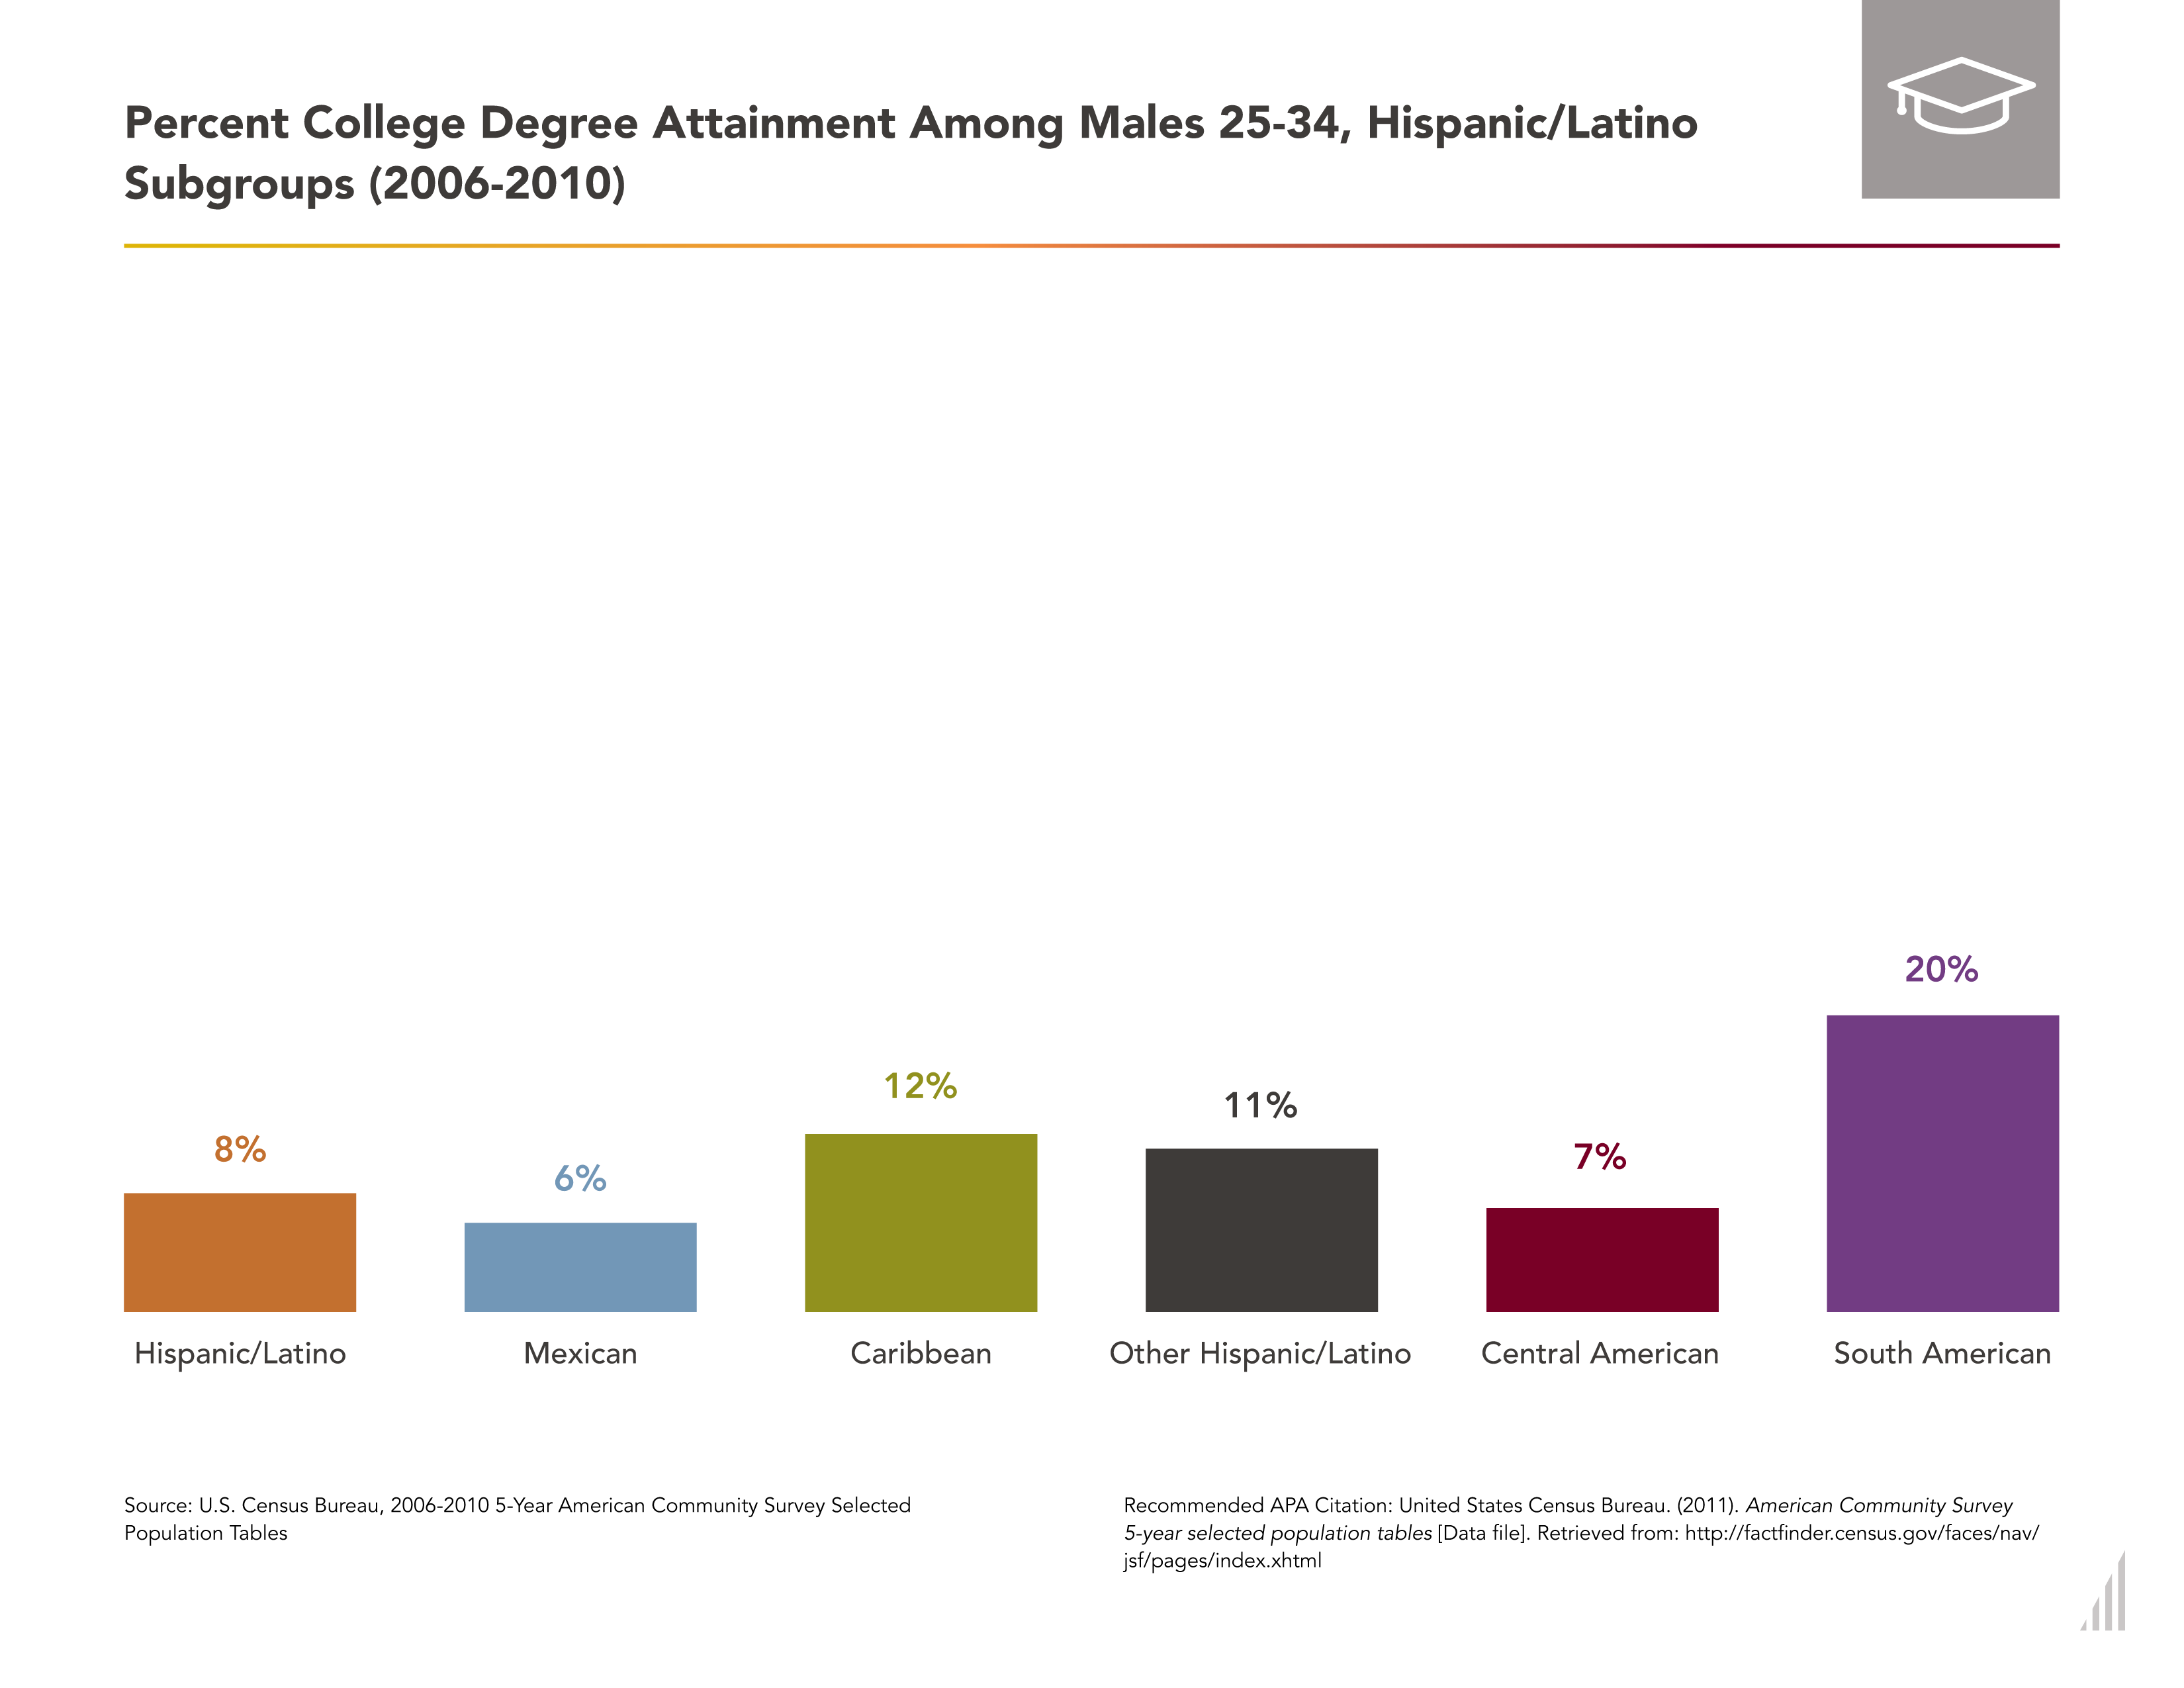 Percent College Degree Attainment Among Males 25-34, Hispanic/Latino
Subgroups (2006-2010)
8%
6%
12%
11%
7%
20%
Hispanic/Latino
Mexican
Caribbean
Other Hispanic/Latino
Central American
South American
Source: U.S. Census Bureau, 2006-2010 5-Year American Community Survey Selected
Population Tables
Recommended APA Citation: United States Census Bureau. (2011). American Community Survey
5-year selected population tables [Data file]. Retrieved from: http://factfinder.census.gov/faces/nav/
jsf/pages/index.xhtml